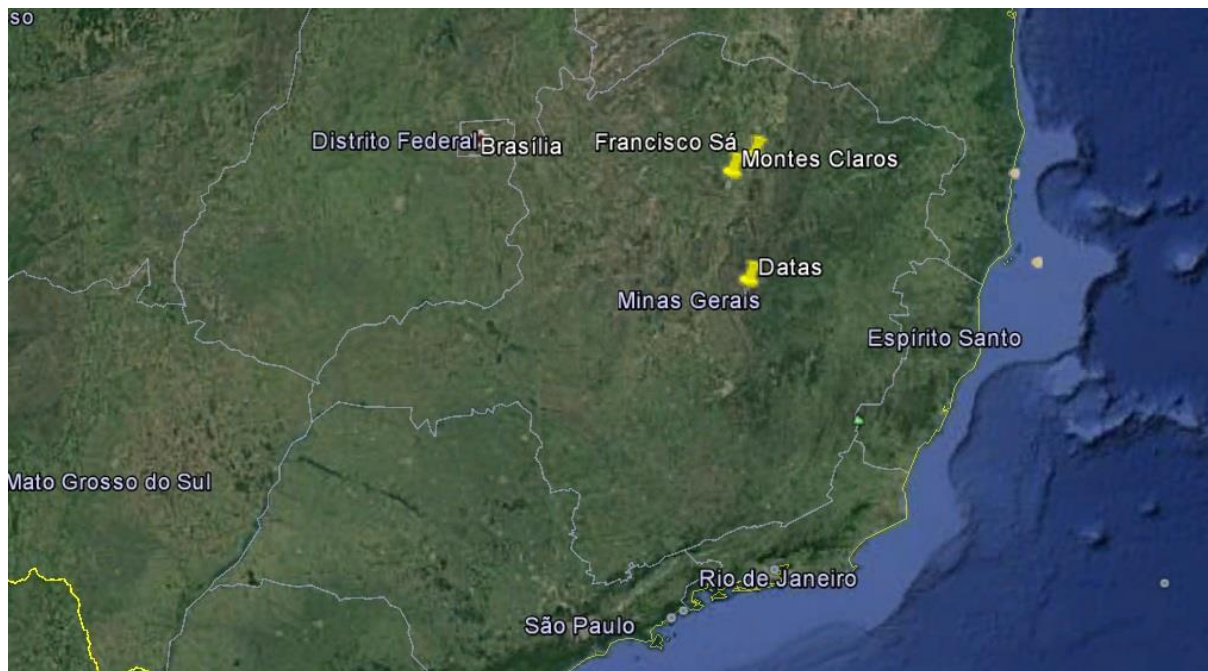 so
Distrito Federal
Brasília
Francisco Sá
Montes Claros
Datas
Minas Gerais
Espírito Santo
Mato Grosso do Sul
Rio de Janeiro
São Paulo